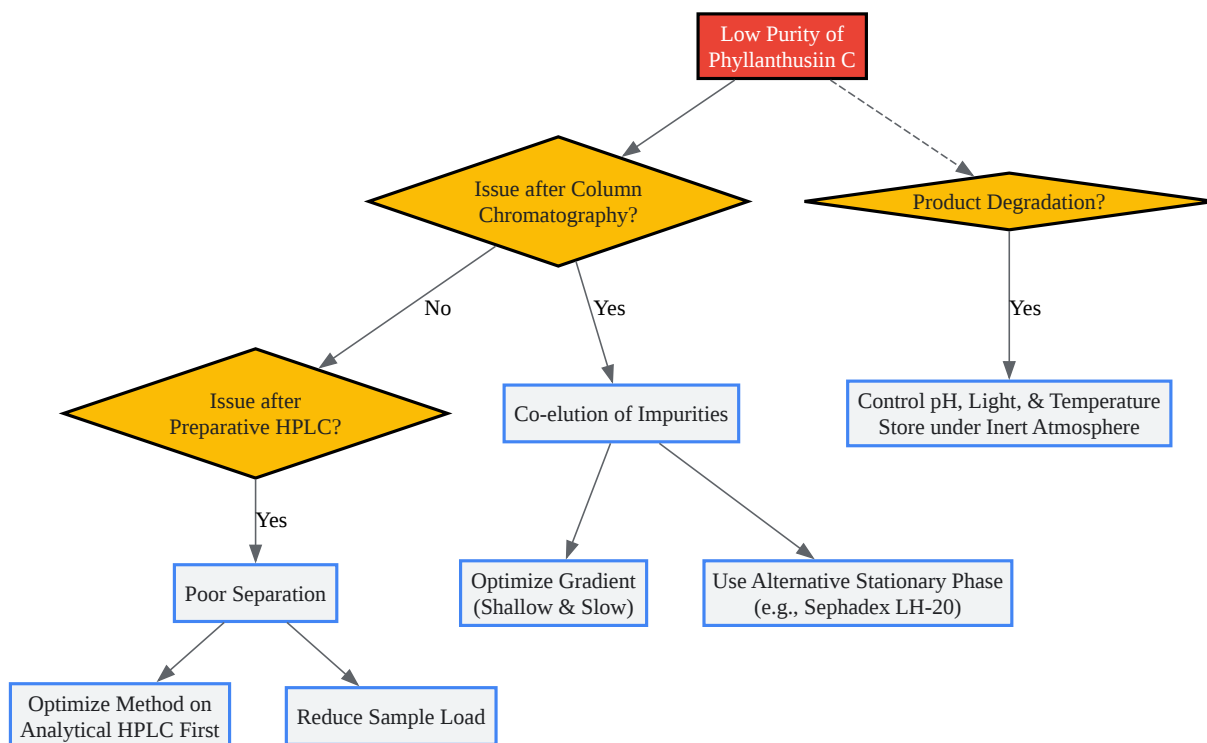 Low Purity of
Phyllanthusiin C
Issue after Column
Chromatography?
Product Degradation?
No
Yes
Yes
Issue after
Preparative HPLC?
Co-elution of Impurities
Control pH, Light, & Temperature
Store under Inert Atmosphere
Yes
Poor Separation
Optimize Gradient
(Shallow & Slow)
Use Alternative Stationary Phase
(e.g., Sephadex LH-20)
Optimize Method on
Analytical HPLC First
Reduce Sample Load